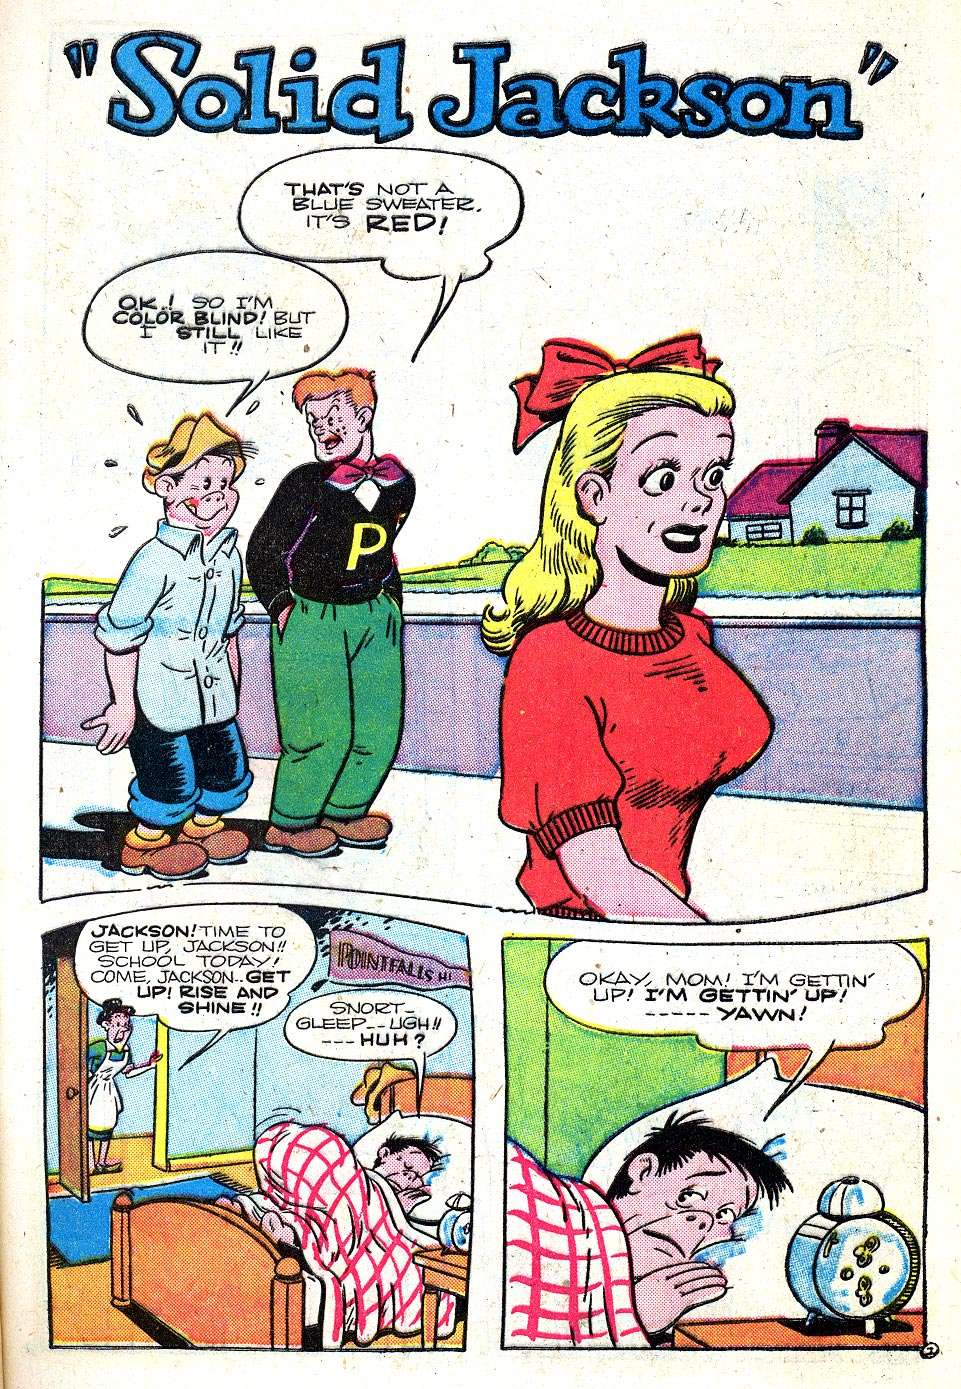 "Solid Jackson"
THAT'S NOT A
BLUE SWEATER.
IT'S RED!
O.K.! SO I'M
COLOR BLIND! BUT
I STILL LIKE
IT!!
P
JACKSON! TIME TO
GET UP, JACKSON!!
SCHOOL TODAY!
COME, JACKSON.. GET
UP! RISE AND
SHINE!!
POINTFALLS HI
SNORT–
GLEEP––UGH!!
–––HUH?
OKAY, MOM! I'M GETTIN'
UP! I'M GETTIN' UP!
––––– YAWN!